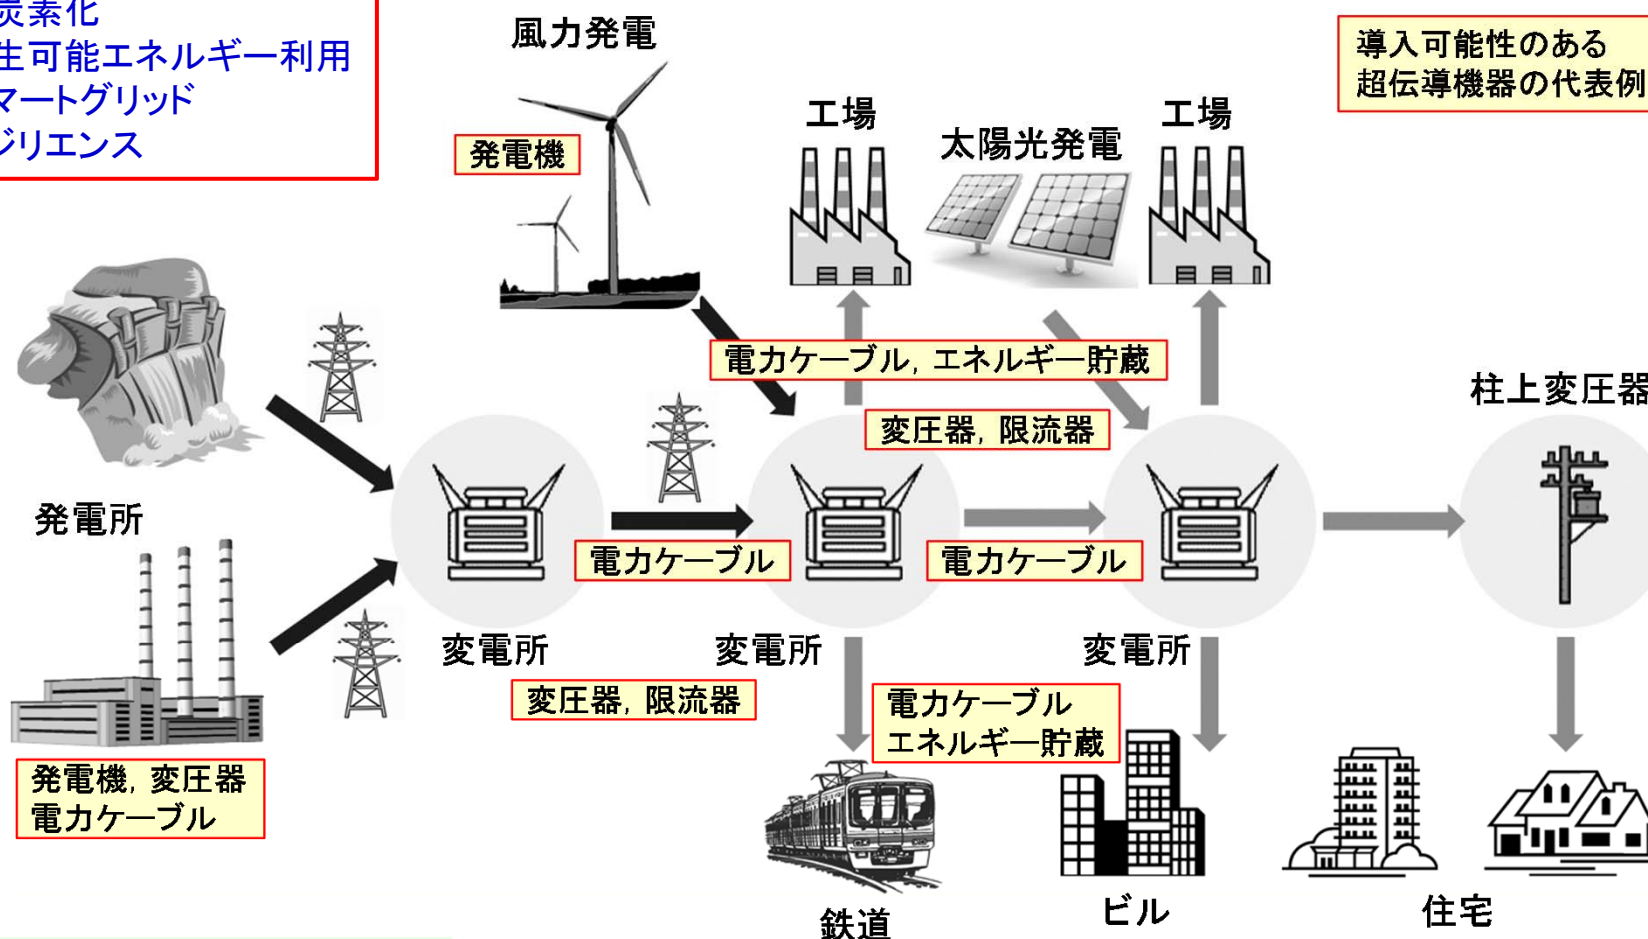 炭素化
生可能エネルギー利用
マートグリッド
ジリエンス
風力発電
導入可能性のある
超伝導機器の代表例
発電機
工場
太陽光発電
工場
電力ケーブル, エネルギー貯蔵
変圧器, 限流器
柱上変圧器
発電所
電力ケーブル
電力ケーブル
変電所
変電所
変電所
変圧器, 限流器
電力ケーブル
エネルギー貯蔵
発電機, 変圧器
電力ケーブル
鉄道
ビル
住宅